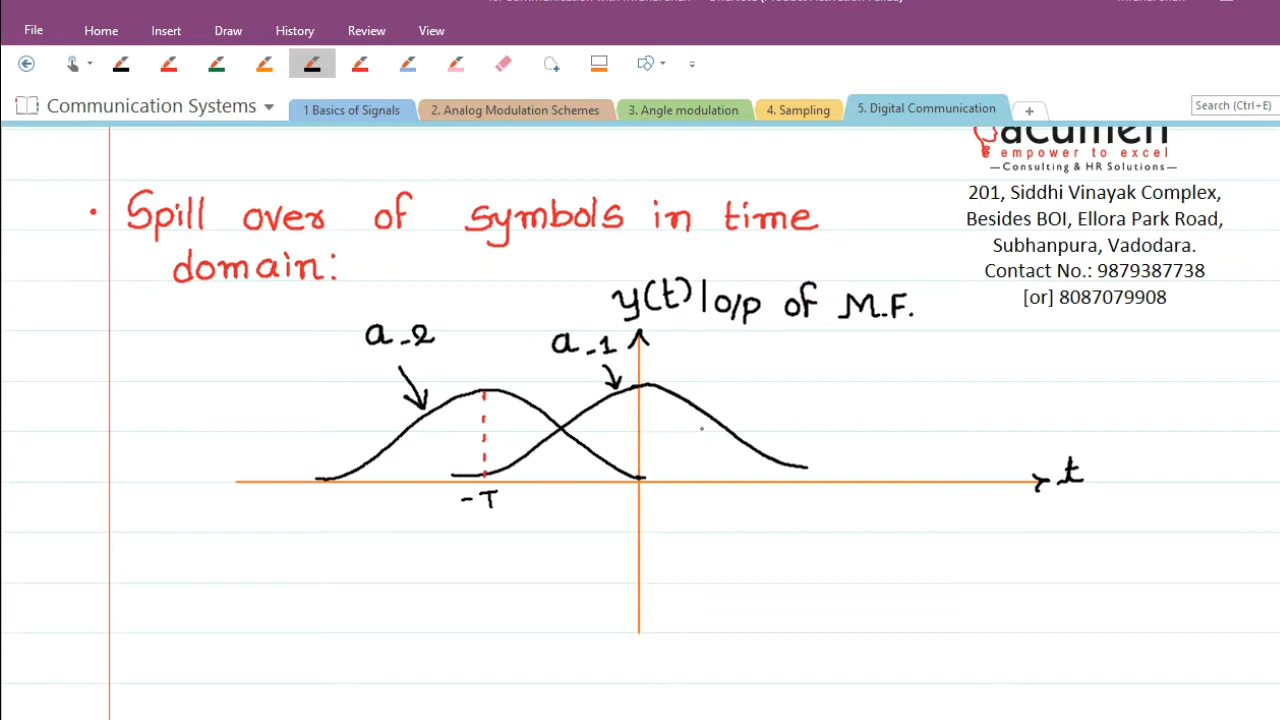 File Home Insert Draw History Review View
Communication Systems
1 Basics of Signals
2. Analog Modulation Schemes
3. Angle modulation
4. Sampling
5. Digital Communication
Search (Ctrl+E)
acumen
empower to excel
—Consulting & HR Solutions—
201, Siddhi Vinayak Complex,
Besides BOI, Ellora Park Road,
Subhanpura, Vadodara.
Contact No.: 9879387738
[or] 8087079908
• Spill over of symbols in time
domain:
y(t)|o/p of M.F.
a-2
a-1
t
-T